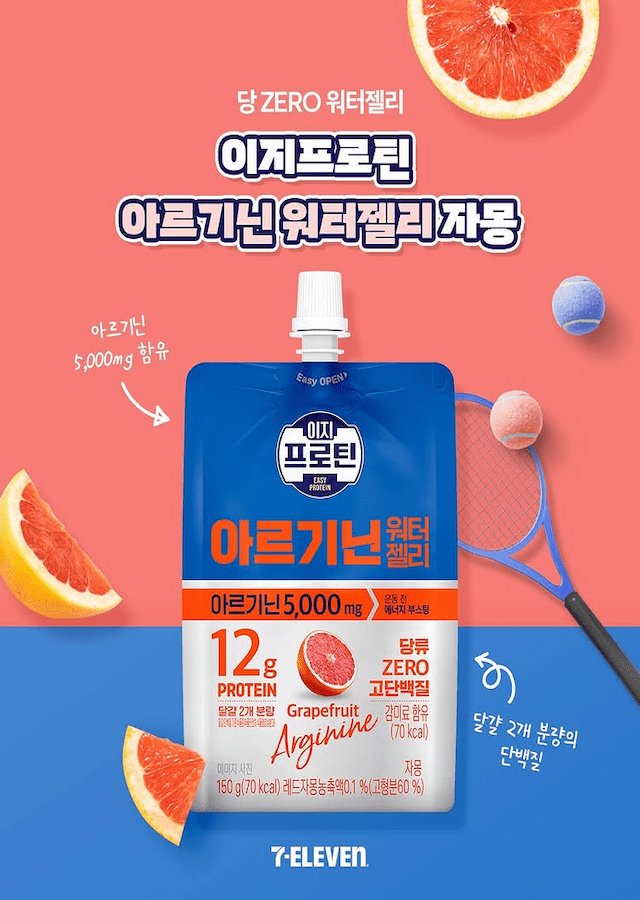 당 ZERO 워터젤리
이지프로틴
아르기닌 워터젤리 자몽
아르기닌
5,000mg 함유
Easy OPEN
이지
프로틴
EASY
PROTEIN
아르기닌 워터
젤리
아르기닌 5,000 mg
운동 전
에너지 부스팅
12g
PROTEIN
달걀 2개 분량
당류
ZERO
고단백질
Grapefruit
Arginine
감미료 함유
(70 kcal)
이미지 사진
자몽
150 g(70 kcal) 레드자몽농축액0.1 %(고형분60 %)
달걀 2개 분량의
단백질
7-ELEVEN